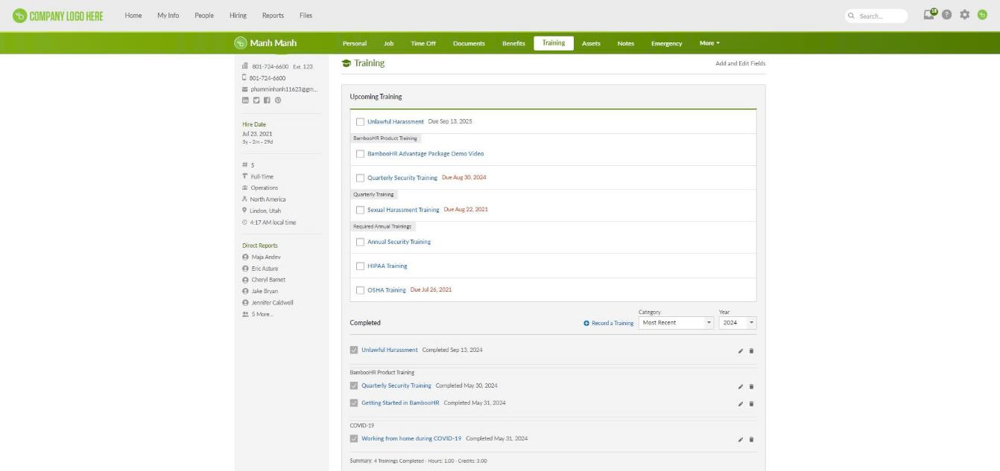 COMPANY LOGO HERE
Home My Info People Hiring Reports Files
Search...
18
Manh Manh
Personal Job Time Off Documents Benefits Training Assets Notes Emergency More
801-724-6600 Ext. 123
801-724-6600
phamminhanh11623@gm...
Hire Date
Jul 23, 2021
3y - 2m - 29d
# 5
Full-Time
Operations
North America
Lindon, Utah
4:17 AM local time
Direct Reports
Maja Andev
Eric Asture
Cheryl Barnet
Jake Bryan
Jennifer Caldwell
5 More...
Training
Add and Edit Fields
Upcoming Training
Unlawful Harassment Due Sep 13, 2025
BambooHR Product Training
BambooHR Advantage Package Demo Video
Quarterly Security Training Due Aug 30, 2024
Quarterly Training
Sexual Harassment Training Due Aug 22, 2021
Required Annual Trainings
Annual Security Training
HIPAA Training
OSHA Training Due Jul 26, 2021
Completed
Record a Training
Category
Most Recent
Year
2024
Unlawful Harassment Completed Sep 13, 2024
BambooHR Product Training
Quarterly Security Training Completed May 30, 2024
Getting Started in BambooHR Completed May 31, 2024
COVID-19
Working from home during COVID-19 Completed May 31, 2024
Summary: 4 Trainings Completed · Hours: 1.00 · Credits: 3.00